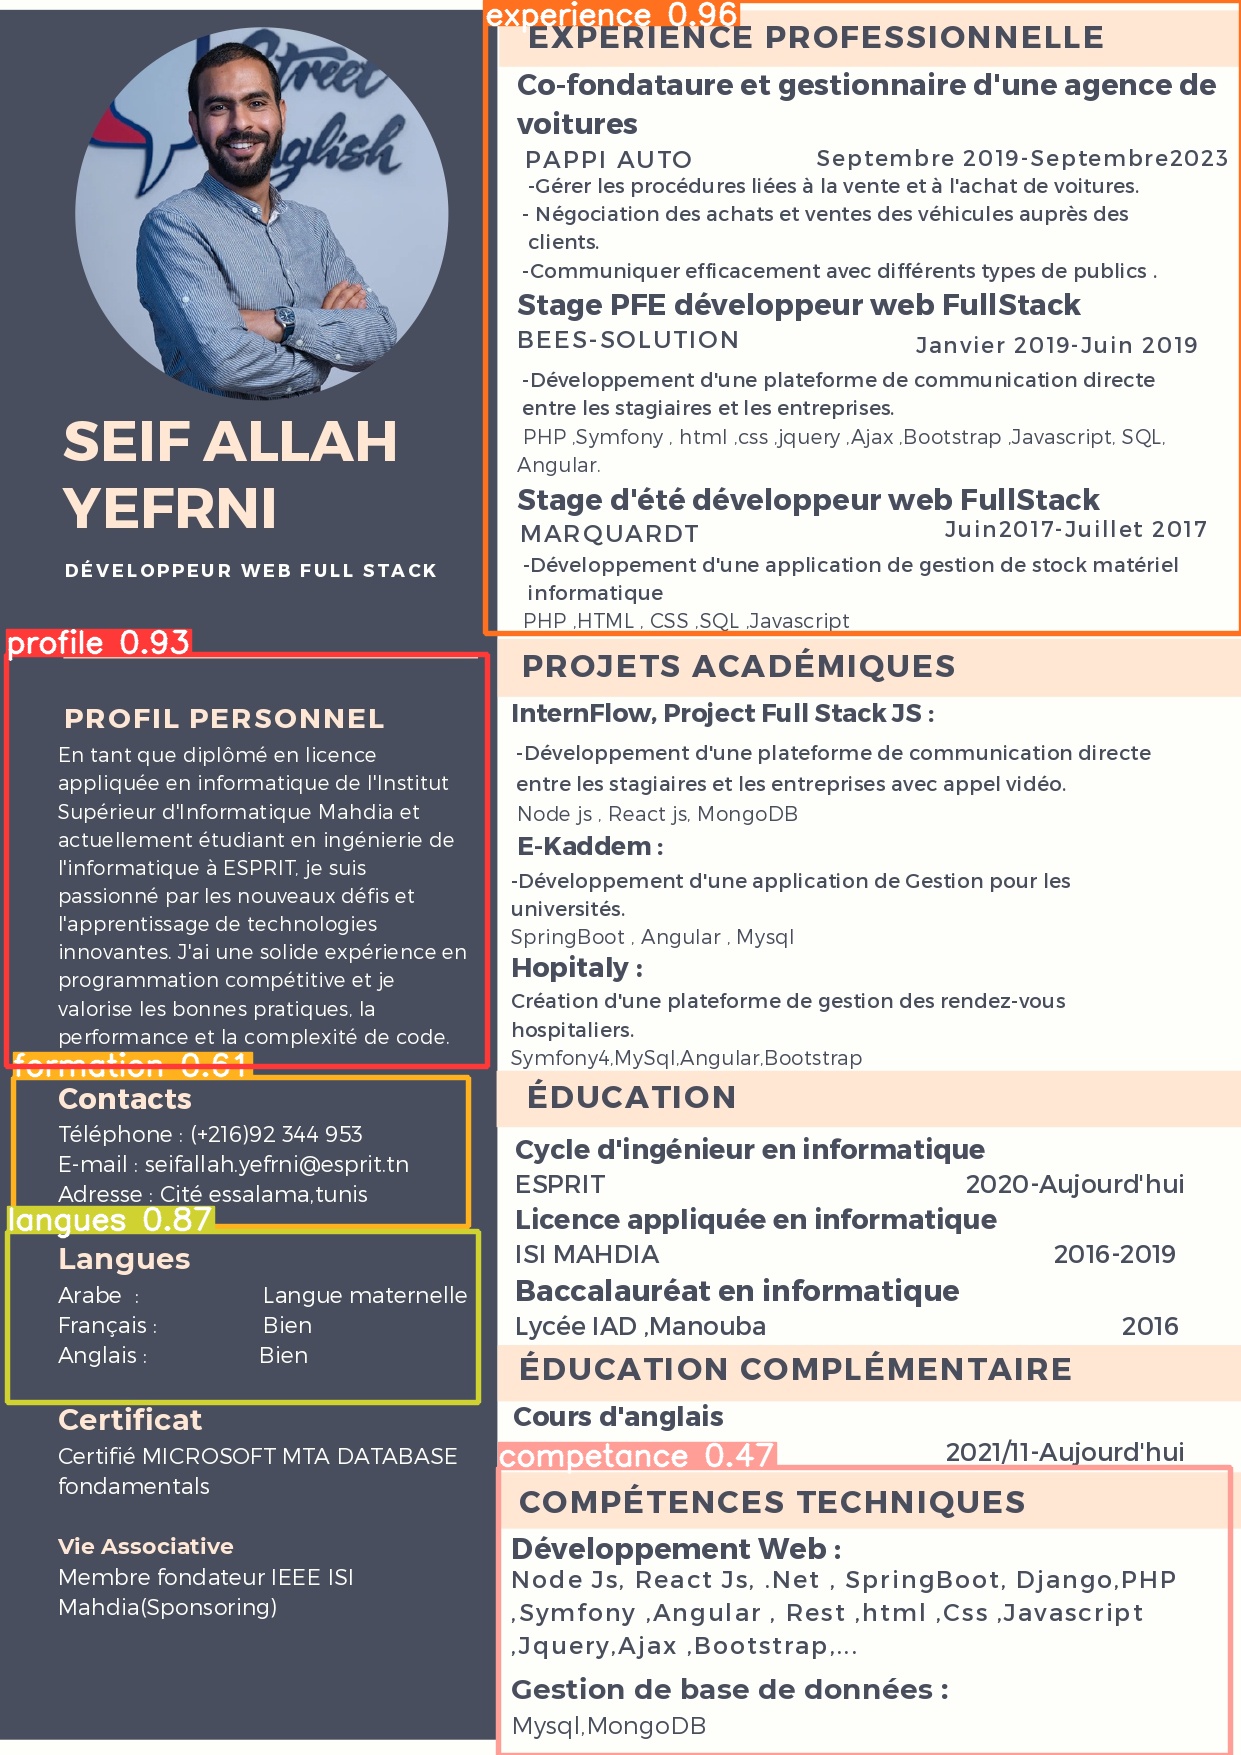 Street
English
SEIF ALLAH
YEFRNI
DÉVELOPPEUR WEB FULL STACK
profile 0.93
PROFIL PERSONNEL
En tant que diplômé en licence
appliquée en informatique de l'Institut
Supérieur d'Informatique Mahdia et
actuellement étudiant en ingénierie de
l'informatique à ESPRIT, je suis
passionné par les nouveaux défis et
l'apprentissage de technologies
innovantes. J'ai une solide expérience en
programmation compétitive et je
valorise les bonnes pratiques, la
performance et la complexité de code.
formation 0.61
Contacts
Téléphone : (+216)92 344 953
E-mail : seifallah.yefrni@esprit.tn
Adresse : Cité essalama,tunis
langues 0.87
Langues
Arabe : Langue maternelle
Français : Bien
Anglais : Bien
Certificat
Certifié MICROSOFT MTA DATABASE
fondamentals
Vie Associative
Membre fondateur IEEE ISI
Mahdia(Sponsoring)
experience 0.96
EXPERIENCE PROFESSIONNELLE
Co-fondataure et gestionnaire d'une agence de
voitures
PAPPI AUTO Septembre 2019-Septembre2023
-Gérer les procédures liées à la vente et à l'achat de voitures.
- Négociation des achats et ventes des véhicules auprès des
clients.
-Communiquer efficacement avec différents types de publics .
Stage PFE développeur web FullStack
BEES-SOLUTION Janvier 2019-Juin 2019
-Développement d'une plateforme de communication directe
entre les stagiaires et les entreprises.
PHP ,Symfony , html ,css ,jquery ,Ajax ,Bootstrap ,Javascript, SQL,
Angular.
Stage d'été développeur web FullStack
MARQUARDT Juin2017-Juillet 2017
-Développement d'une application de gestion de stock matériel
informatique
PHP ,HTML , CSS ,SQL ,Javascript
PROJETS ACADÉMIQUES
InternFlow, Project Full Stack JS :
-Développement d'une plateforme de communication directe
entre les stagiaires et les entreprises avec appel vidéo.
Node js , React js, MongoDB
E-Kaddem :
-Développement d'une application de Gestion pour les
universités.
SpringBoot , Angular , Mysql
Hopitaly :
Création d'une plateforme de gestion des rendez-vous
hospitaliers.
Symfony4,MySql,Angular,Bootstrap
ÉDUCATION
Cycle d'ingénieur en informatique
ESPRIT 2020-Aujourd'hui
Licence appliquée en informatique
ISI MAHDIA 2016-2019
Baccalauréat en informatique
Lycée IAD ,Manouba 2016
ÉDUCATION COMPLÉMENTAIRE
Cours d'anglais
2021/11-Aujourd'hui
competance 0.47
COMPÉTENCES TECHNIQUES
Développement Web :
Node Js, React Js, .Net , SpringBoot, Django,PHP
,Symfony ,Angular , Rest ,html ,Css ,Javascript
,Jquery,Ajax ,Bootstrap,...
Gestion de base de données :
Mysql,MongoDB